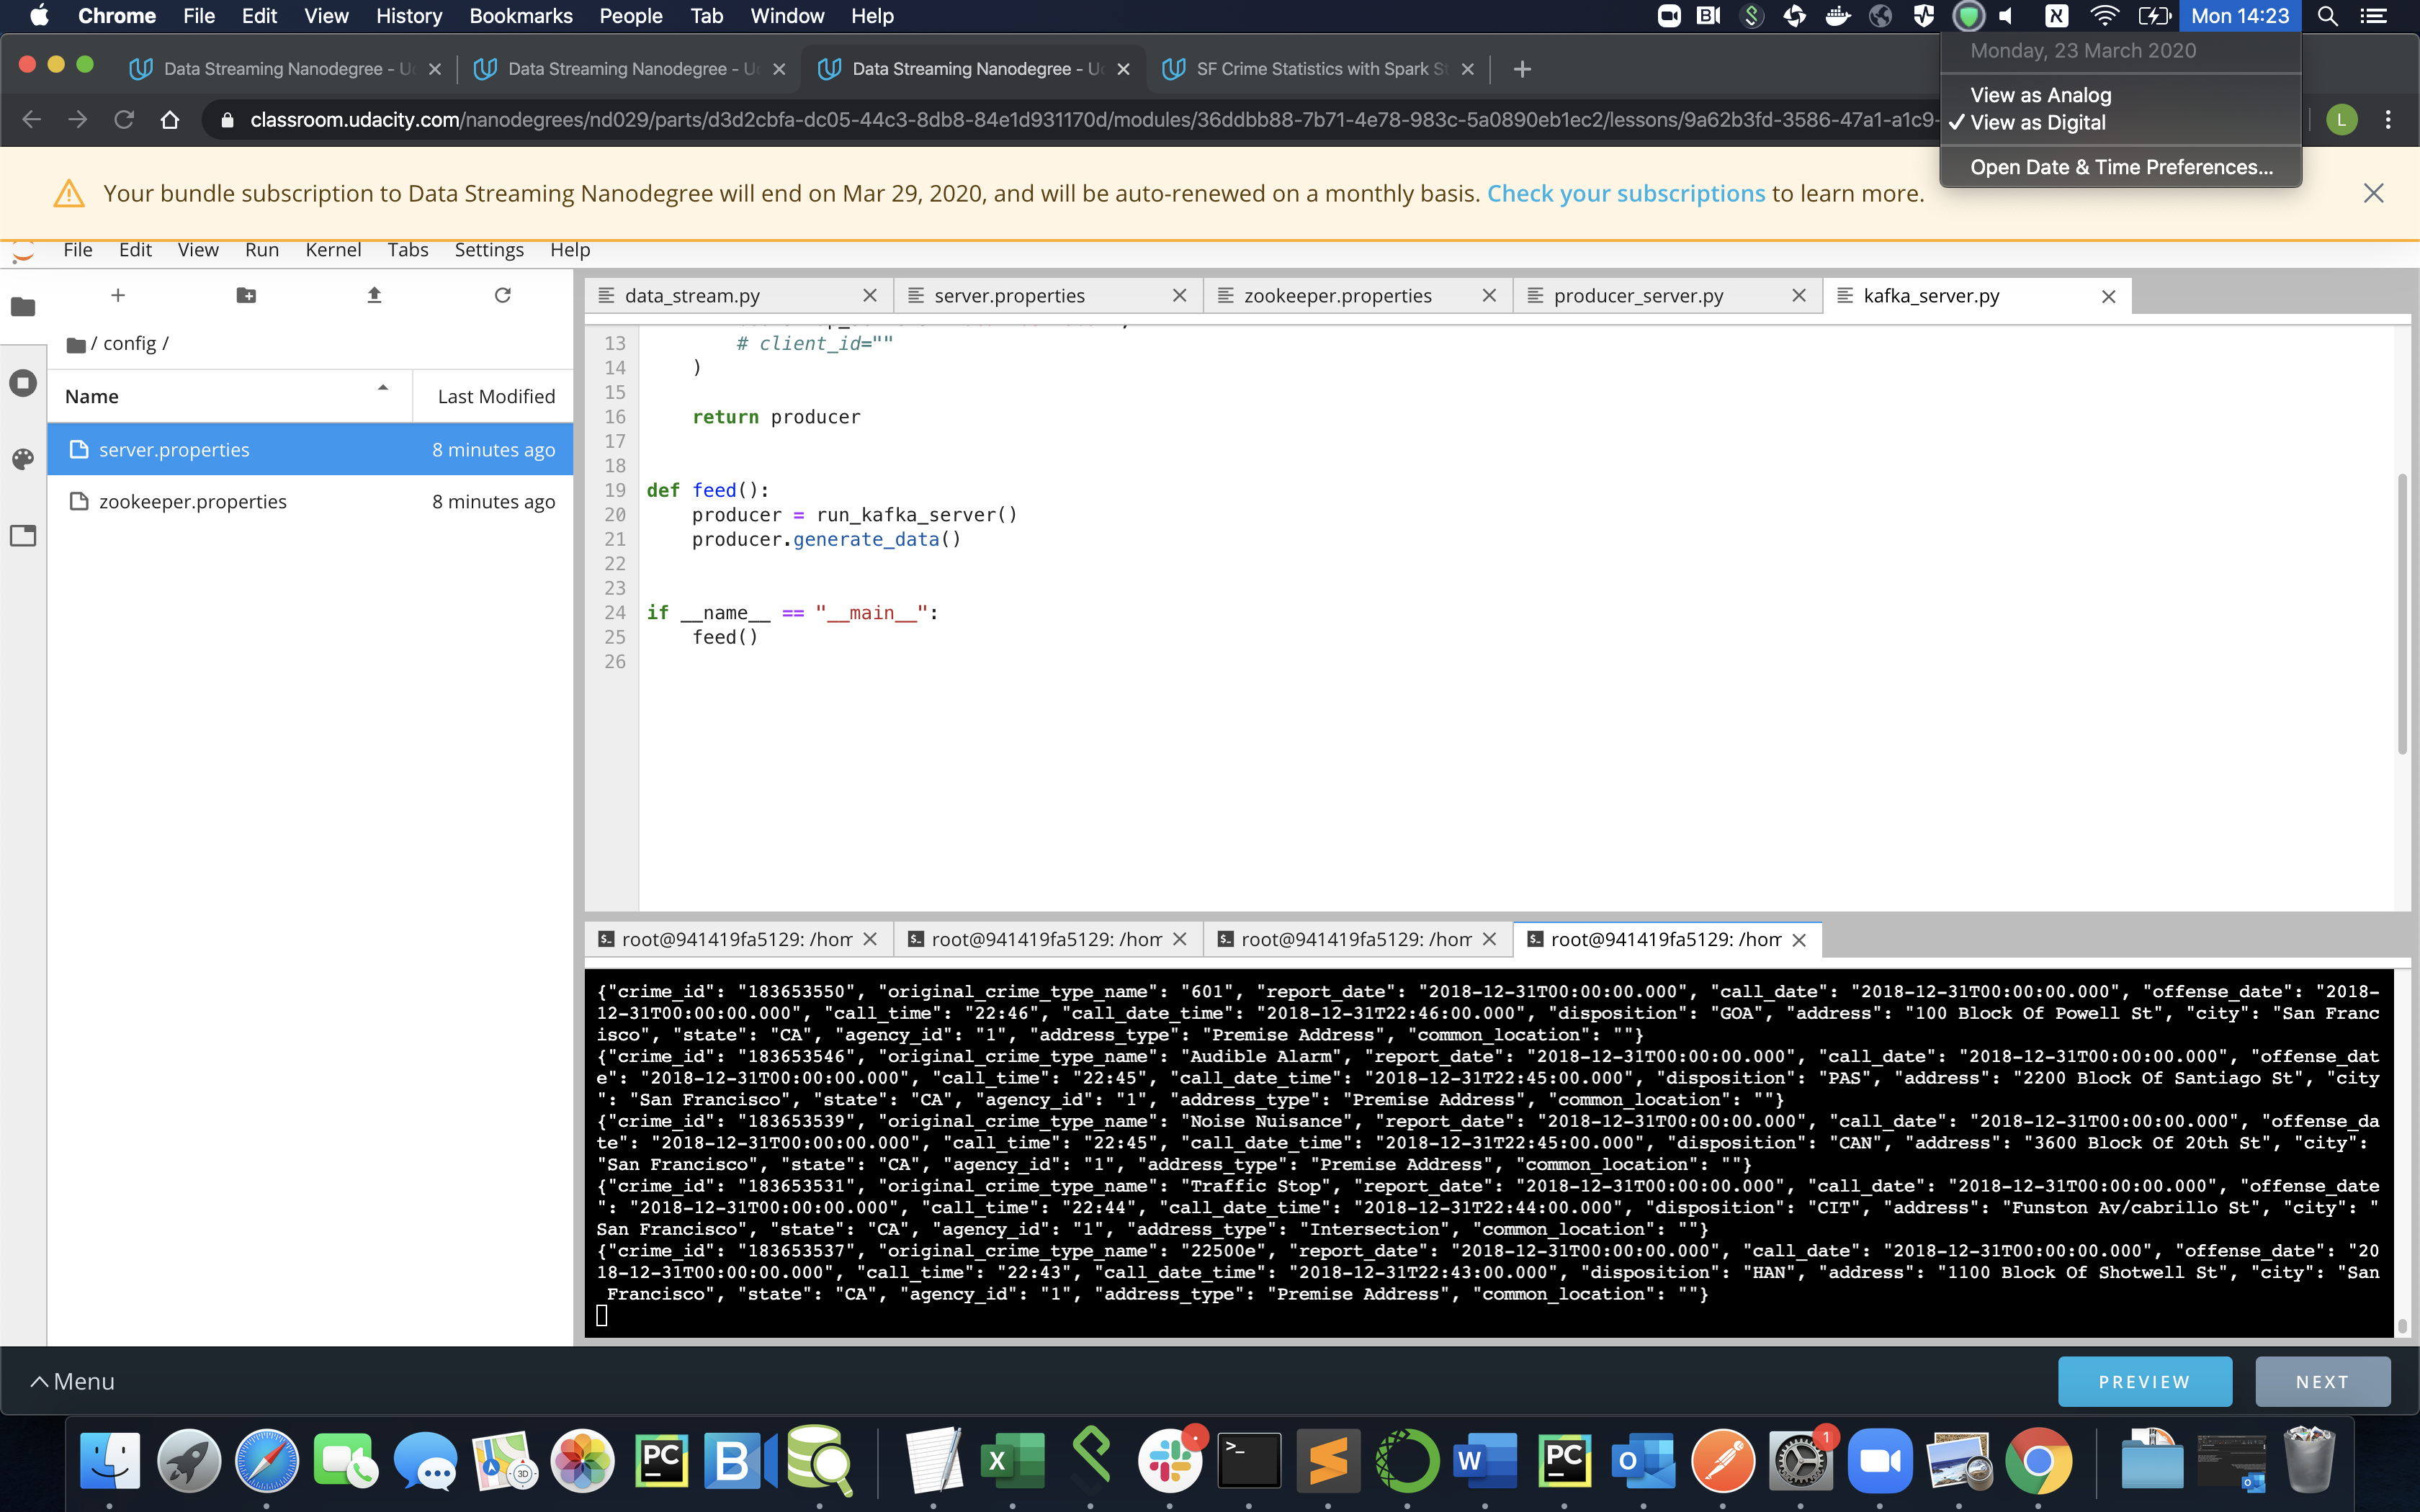 Chrome File Edit View History Bookmarks People Tab Window Help Mon 14:23
Monday, 23 March 2020
View as Analog
✓ View as Digital
Open Date & Time Preferences...
Data Streaming Nanodegree - U
Data Streaming Nanodegree - U
Data Streaming Nanodegree - U
SF Crime Statistics with Spark S
classroom.udacity.com/nanodegrees/nd029/parts/d3d2cbfa-dc05-44c3-8db8-84e1d931170d/modules/36ddbb88-7b71-4e78-983c-5a0890eb1ec2/lessons/9a62b3fd-3586-47a1-a1c9-
L
Your bundle subscription to Data Streaming Nanodegree will end on Mar 29, 2020, and will be auto-renewed on a monthly basis. Check your subscriptions to learn more.
File Edit View Run Kernel Tabs Settings Help
/ config /
Name Last Modified
server.properties 8 minutes ago
zookeeper.properties 8 minutes ago
data_stream.py
server.properties
zookeeper.properties
producer_server.py
kafka_server.py
13 # client_id=""
14 )
15
16 return producer
17
18
19 def feed():
20 producer = run_kafka_server()
21 producer.generate_data()
22
23
24 if __name__ == "__main__":
25 feed()
26
root@941419fa5129: /hom
root@941419fa5129: /hom
root@941419fa5129: /hom
root@941419fa5129: /hom
{"crime_id": "183653550", "original_crime_type_name": "601", "report_date": "2018-12-31T00:00:00.000", "call_date": "2018-12-31T00:00:00.000", "offense_date": "2018-
12-31T00:00:00.000", "call_time": "22:46", "call_date_time": "2018-12-31T22:46:00.000", "disposition": "GOA", "address": "100 Block Of Powell St", "city": "San Franc
isco", "state": "CA", "agency_id": "1", "address_type": "Premise Address", "common_location": ""}
{"crime_id": "183653546", "original_crime_type_name": "Audible Alarm", "report_date": "2018-12-31T00:00:00.000", "call_date": "2018-12-31T00:00:00.000", "offense_dat
e": "2018-12-31T00:00:00.000", "call_time": "22:45", "call_date_time": "2018-12-31T22:45:00.000", "disposition": "PAS", "address": "2200 Block Of Santiago St", "city
": "San Francisco", "state": "CA", "agency_id": "1", "address_type": "Premise Address", "common_location": ""}
{"crime_id": "183653539", "original_crime_type_name": "Noise Nuisance", "report_date": "2018-12-31T00:00:00.000", "call_date": "2018-12-31T00:00:00.000", "offense_da
te": "2018-12-31T00:00:00.000", "call_time": "22:45", "call_date_time": "2018-12-31T22:45:00.000", "disposition": "CAN", "address": "3600 Block Of 20th St", "city":
"San Francisco", "state": "CA", "agency_id": "1", "address_type": "Premise Address", "common_location": ""}
{"crime_id": "183653531", "original_crime_type_name": "Traffic Stop", "report_date": "2018-12-31T00:00:00.000", "call_date": "2018-12-31T00:00:00.000", "offense_date
": "2018-12-31T00:00:00.000", "call_time": "22:44", "call_date_time": "2018-12-31T22:44:00.000", "disposition": "CIT", "address": "Funston Av/cabrillo St", "city": "
San Francisco", "state": "CA", "agency_id": "1", "address_type": "Intersection", "common_location": ""}
{"crime_id": "183653537", "original_crime_type_name": "22500e", "report_date": "2018-12-31T00:00:00.000", "call_date": "2018-12-31T00:00:00.000", "offense_date": "20
18-12-31T00:00:00.000", "call_time": "22:43", "call_date_time": "2018-12-31T22:43:00.000", "disposition": "HAN", "address": "1100 Block Of Shotwell St", "city": "San
 Francisco", "state": "CA", "agency_id": "1", "address_type": "Premise Address", "common_location": ""}
Menu PREVIEW NEXT